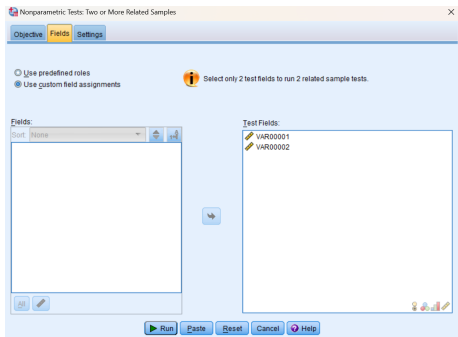 Nonparametric Tests: Two or More Related Samples
Objective Fields Settings
Use predefined roles
Use custom field assignments
Select only 2 test fields to run 2 related sample tests.
Fields:
Sort: None
Test Fields:
VAR00001
VAR00002
All
Run Paste Reset Cancel Help